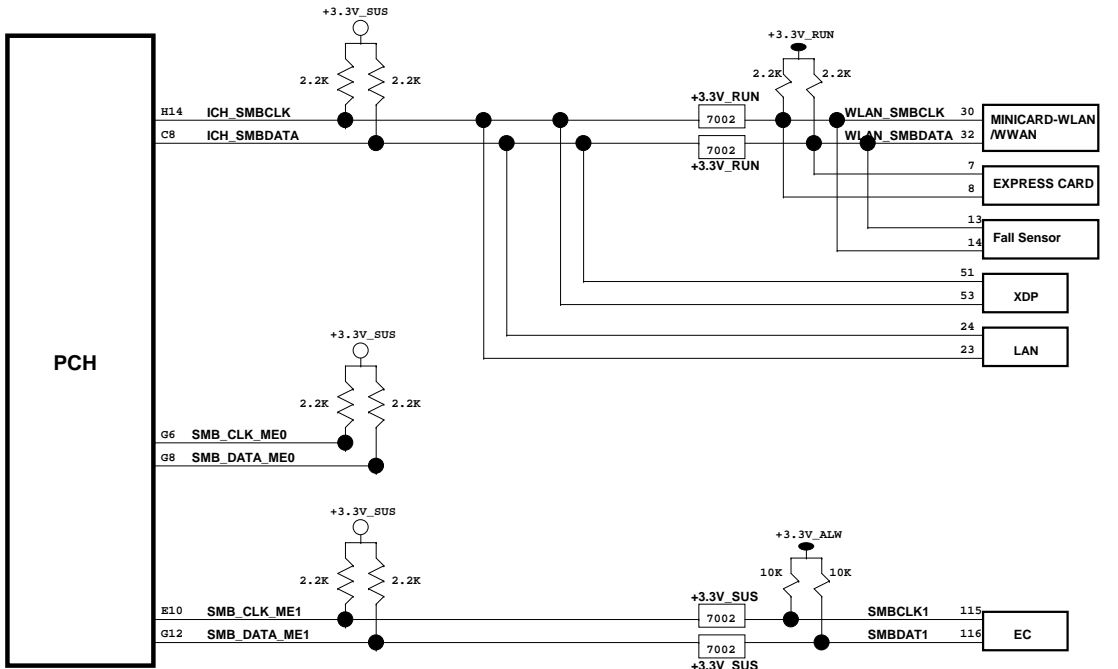 +3.3V_SUS
+3.3V_RUN
2.2K 2.2K
2.2K 2.2K
+3.3V_RUN
H14 ICH_SMBCLK
7002
WLAN_SMBCLK 30
MINICARD-WLAN
/WWAN
C8 ICH_SMBDATA
7002
WLAN_SMBDATA 32
+3.3V_RUN
7
8
EXPRESS CARD
13
14
Fall Sensor
51
53
XDP
24
23
LAN
PCH
+3.3V_SUS
2.2K 2.2K
G6 SMB_CLK_ME0
G8 SMB_DATA_ME0
+3.3V_SUS
+3.3V_ALW
2.2K 2.2K
10K 10K
+3.3V_SUS
E10 SMB_CLK_ME1
7002
SMBCLK1 115
G12 SMB_DATA_ME1
7002
SMBDAT1 116
EC
+3.3V_SUS